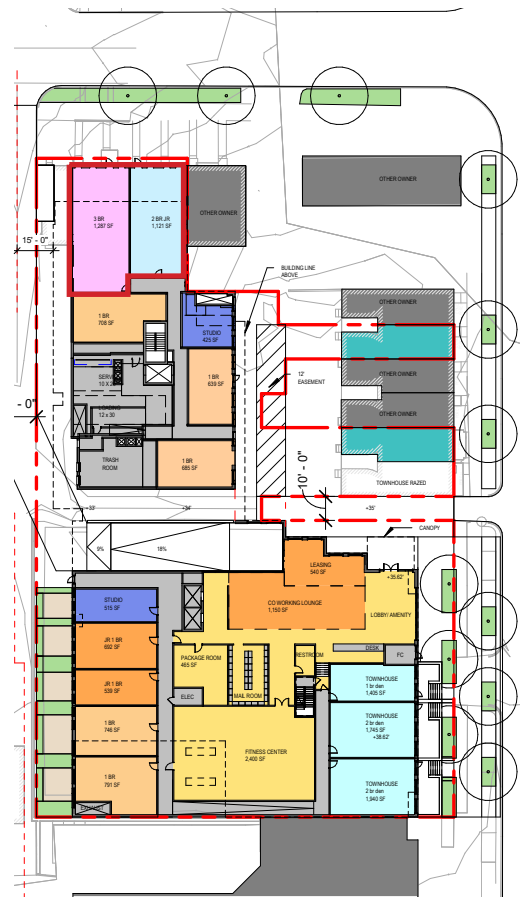 OTHER OWNER
3 BR
1,287 SF
2 BR JR
1,121 SF
OTHER OWNER
15' - 0"
BUILDING LINE
ABOVE
1 BR
708 SF
STUDIO
423 SF
OTHER OWNER
SERV
10 X 2
1 BR
639 SF
12'
EASEMENT
OTHER OWNER
- 0"
LOADING
12 x 30
OTHER OWNER
TRASH
ROOM
1 BR
685 SF
10' - 0"
TOWNHOUSE RAZED
+33'
+34'
+35'
CANOPY
9%
18%
LEASING
540 SF
+35.62'
STUDIO
515 SF
CO WORKING LOUNGE
1,150 SF
LOBBY/ AMENITY
JR 1 BR
692 SF
PACKAGE ROOM
465 SF
RESTROOM
DESK
FC
JR 1 BR
539 SF
ELEC
MAIL ROOM
TOWNHOUSE
1 br den
1,405 SF
1 BR
746 SF
TOWNHOUSE
2 br den
1,745 SF
+38.62'
FITNESS CENTER
2,400 SF
1 BR
791 SF
TOWNHOUSE
2 br den
1,940 SF